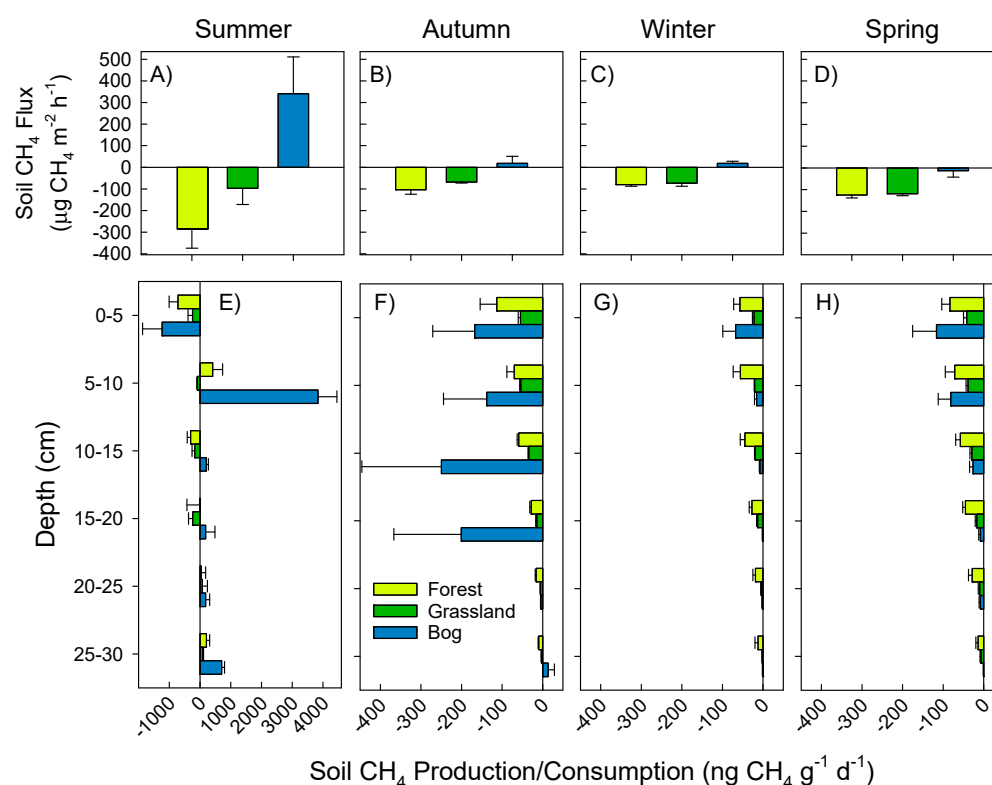 Summer Autumn Winter Spring
Soil CH₄ Flux
(µg CH₄ m⁻² h⁻¹)
500
400
300
200
100
0
-100
-200
-300
-400
A) B) C) D)
Depth (cm)
0-5
5-10
10-15
15-20
20-25
25-30
E) F) G) H)
Forest
Grassland
Bog
-1000 0 1000 2000 3000 4000 -400 -300 -200 -100 0 -400 -300 -200 -100 0 -400 -300 -200 -100 0
Soil CH₄ Production/Consumption (ng CH₄ g⁻¹ d⁻¹)